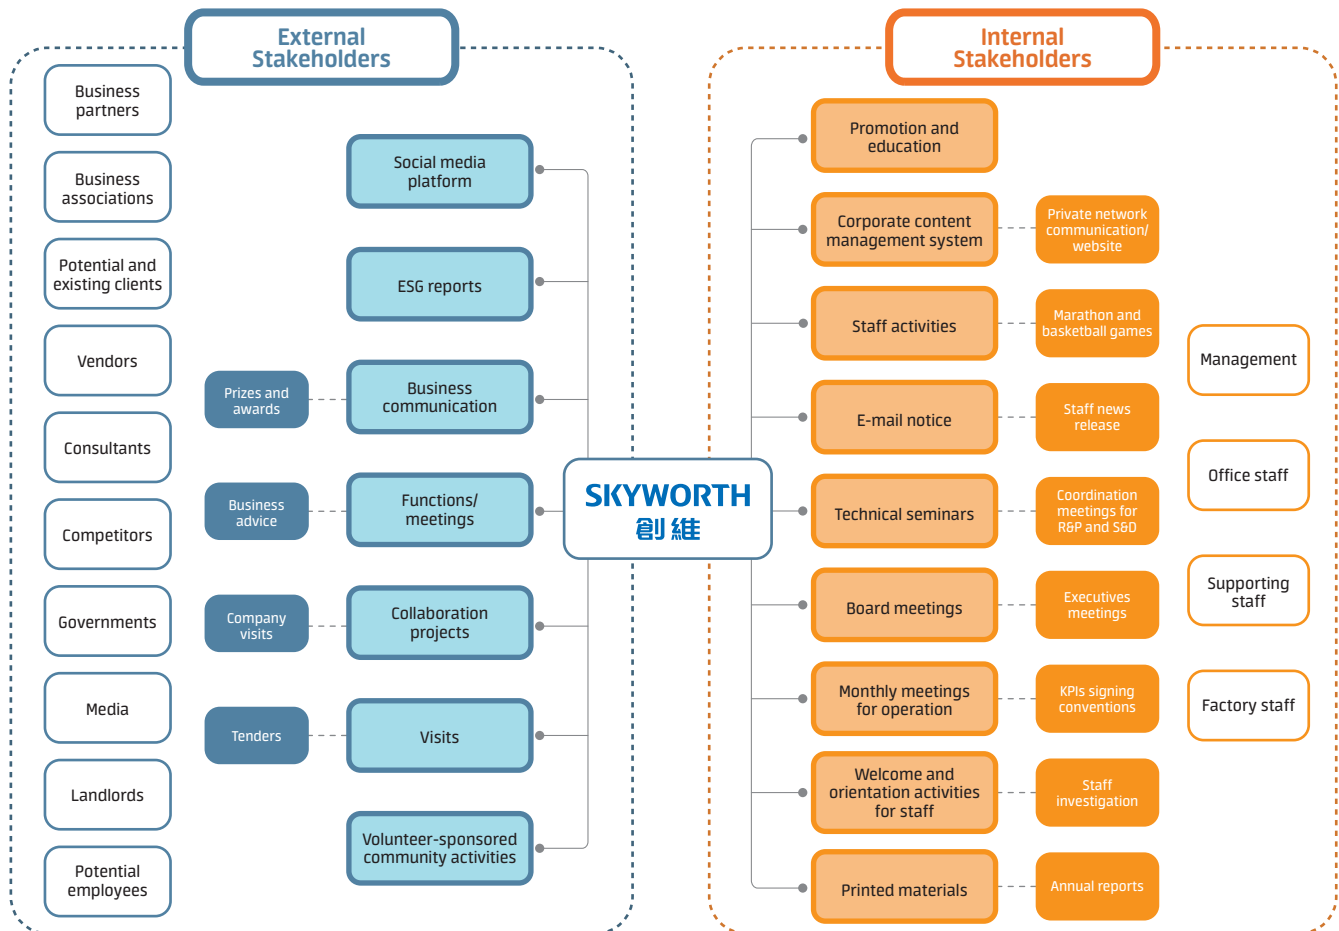 External
Stakeholders
Business
partners
Business
associations
Potential and
existing clients
Vendors
Consultants
Competitors
Governments
Media
Landlords
Potential
employees
Prizes and
awards
Business
advice
Company
visits
Tenders
Social media
platform
ESG reports
Business
communication
Functions/
meetings
Collaboration
projects
Visits
Volunteer-sponsored
community activities
SKYWORTH
創維
Internal
Stakeholders
Promotion and
education
Corporate content
management system
Staff activities
E-mail notice
Technical seminars
Board meetings
Monthly meetings
for operation
Welcome and
orientation activities
for staff
Printed materials
Private network
communication/
website
Marathon and
basketball games
Staff news
release
Coordination
meetings for
R&P and S&D
Executives
meetings
KPIs signing
conventions
Staff
investigation
Annual reports
Management
Office staff
Supporting
staff
Factory staff